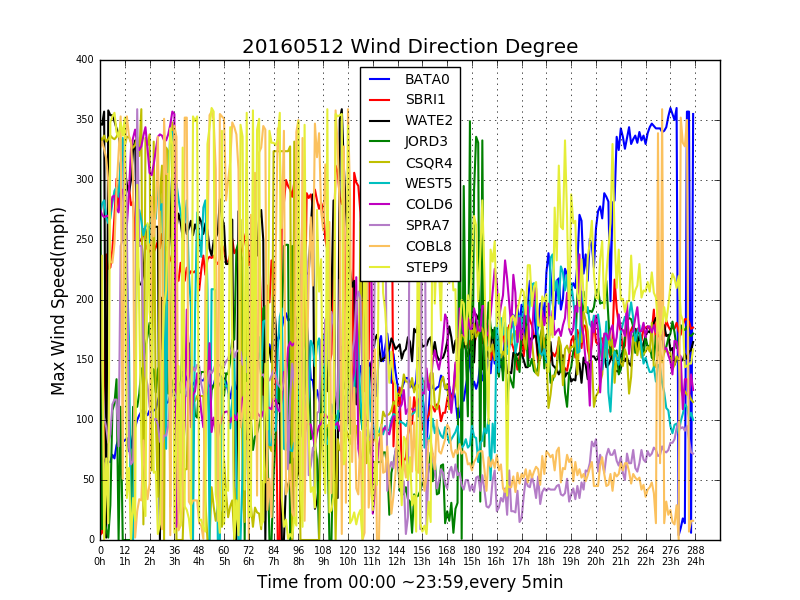 20160512 Wind Direction Degree
Max Wind Speed(mph)
400
350
300
250
200
150
100
50
0
BATA0
SBRI1
WATE2
JORD3
CSQR4
WEST5
COLD6
SPRA7
COBL8
STEP9
0 12 24 36 48 60 72 84 96 108 120 132 144 156 168 180 192 204 216 228 240 252 264 276 288
0h 1h 2h 3h 4h 5h 6h 7h 8h 9h 10h 11h 12h 13h 14h 15h 16h 17h 18h 19h 20h 21h 22h 23h 24h
Time from 00:00 ~23:59,every 5min